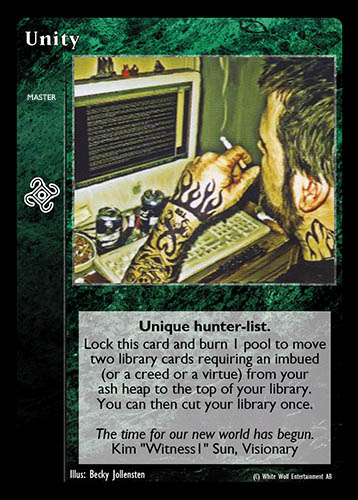 Unity
MASTER
Unique hunter-list.
Lock this card and burn 1 pool to move
two library cards requiring an imbued
(or a creed or a virtue) from your
ash heap to the top of your library.
You can then cut your library once.
The time for our new world has begun.
Kim "Witness1" Sun, Visionary
Illus: Becky Jollensten
(C) White Wolf Entertainment AB